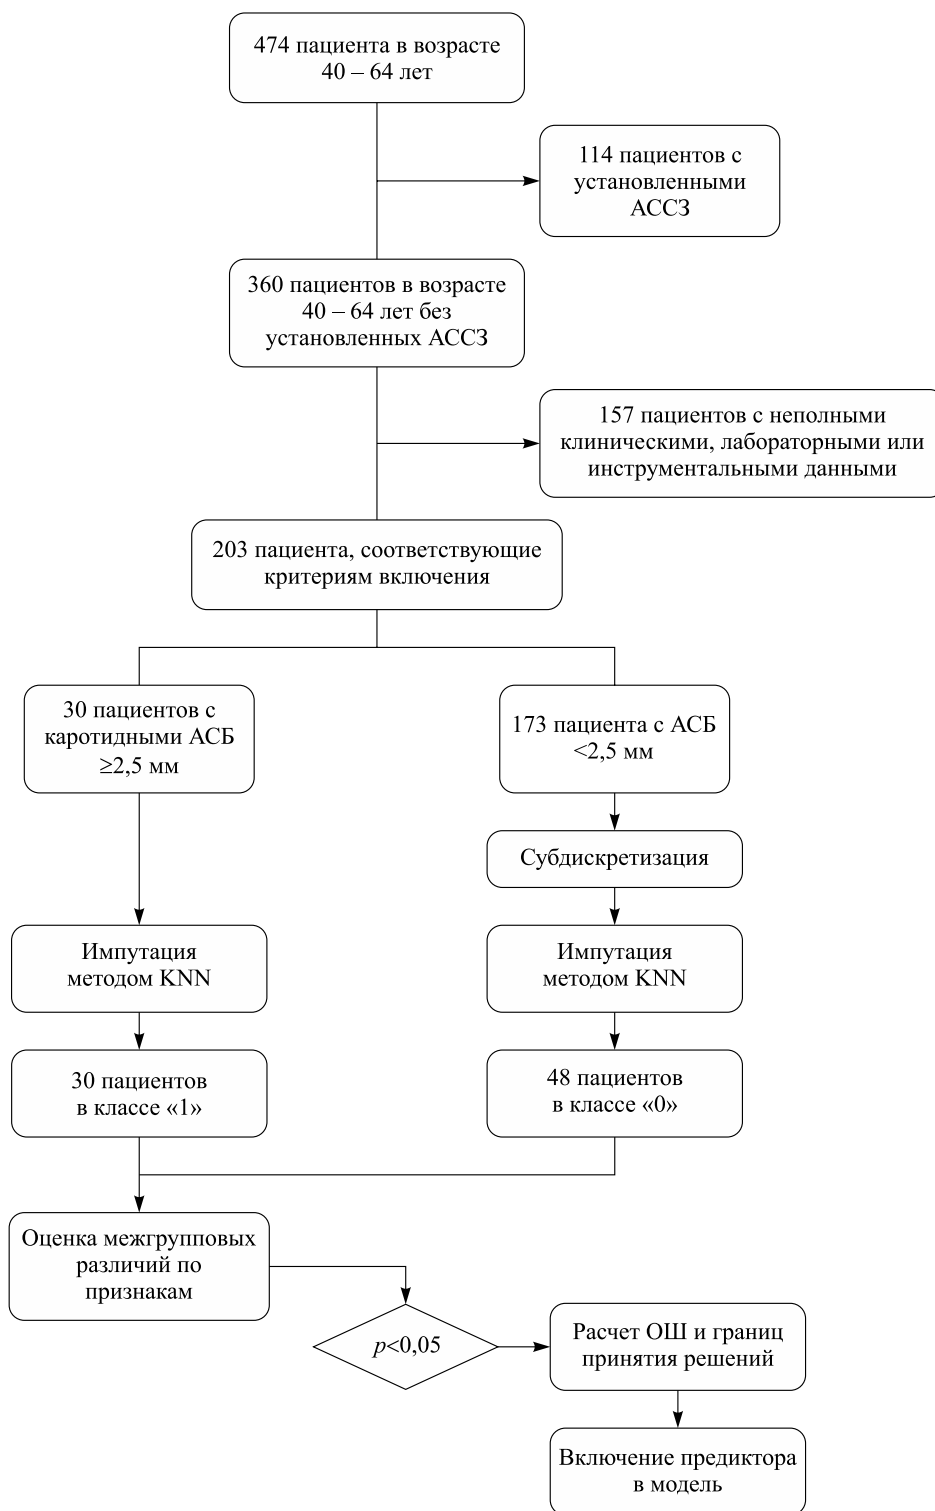 474 пациента в возрасте
40 – 64 лет
114 пациентов с
установленными
АССЗ
360 пациентов в возрасте
40 – 64 лет без
установленных АССЗ
157 пациентов с неполными
клиническими, лабораторными или
инструментальными данными
203 пациента, соответствующие
критериям включения
30 пациентов с
каротидными АСБ
≥2,5 мм
173 пациента с АСБ
<2,5 мм
Субдискретизация
Импутация
методом KNN
Импутация
методом KNN
30 пациентов
в классе «1»
48 пациентов
в классе «0»
Оценка межгрупповых
различий по
признакам
p<0,05
Расчет ОШ и границ
принятия решений
Включение предиктора
в модель